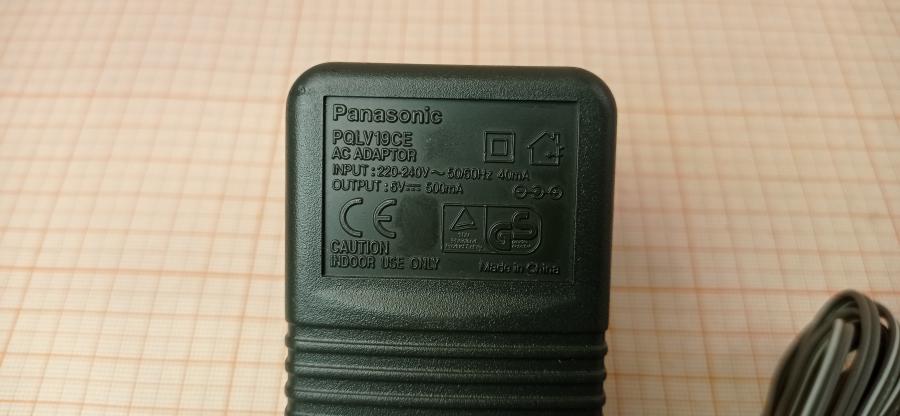 Panasonic
PQLV19CE
AC ADAPTOR
INPUT : 220-240V～ 50/60Hz 40mA
OUTPUT : 6V⎓ 500mA
CE
GS
CAUTION
INDOOR USE ONLY
Made in China